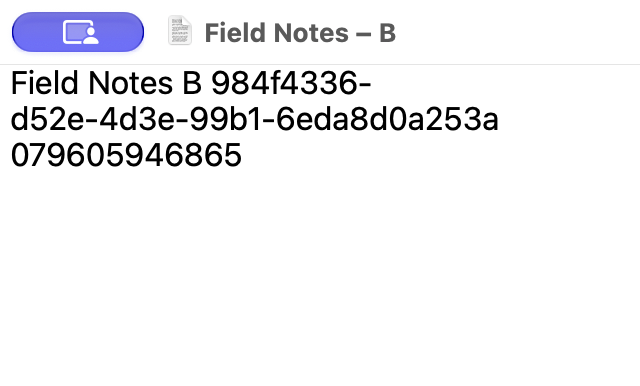 Field Notes – B
Field Notes B 984f4336-
d52e-4d3e-99b1-6eda8d0a253a
079605946865